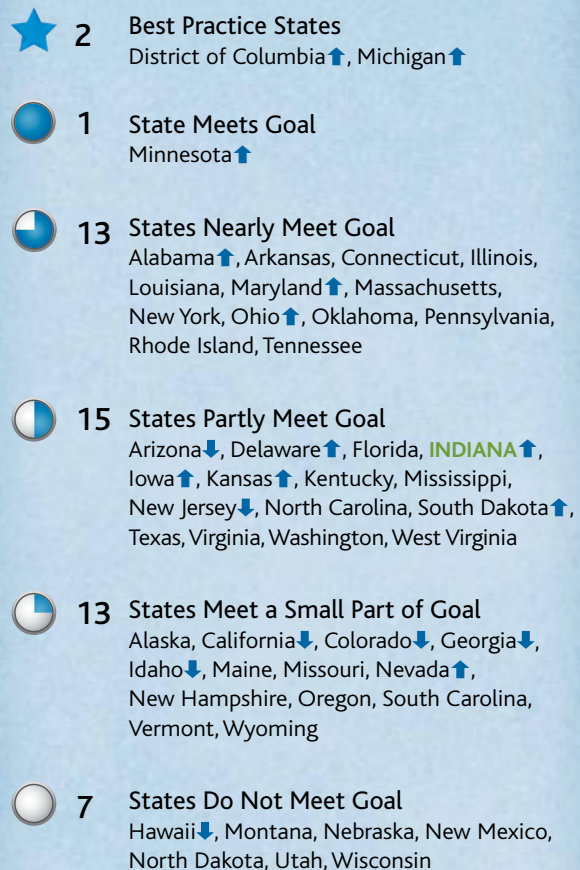 2 Best Practice States
District of Columbia⬆, Michigan⬆
1 State Meets Goal
Minnesota⬆
13 States Nearly Meet Goal
Alabama⬆, Arkansas, Connecticut, Illinois,
Louisiana, Maryland⬆, Massachusetts,
New York, Ohio⬆, Oklahoma, Pennsylvania,
Rhode Island, Tennessee
15 States Partly Meet Goal
Arizona⬇, Delaware⬆, Florida, INDIANA⬆,
Iowa⬆, Kansas⬆, Kentucky, Mississippi,
New Jersey⬇, North Carolina, South Dakota⬆,
Texas, Virginia, Washington, West Virginia
13 States Meet a Small Part of Goal
Alaska, California⬇, Colorado⬇, Georgia⬇,
Idaho⬇, Maine, Missouri, Nevada⬆,
New Hampshire, Oregon, South Carolina,
Vermont, Wyoming
7 States Do Not Meet Goal
Hawaii⬇, Montana, Nebraska, New Mexico,
North Dakota, Utah, Wisconsin